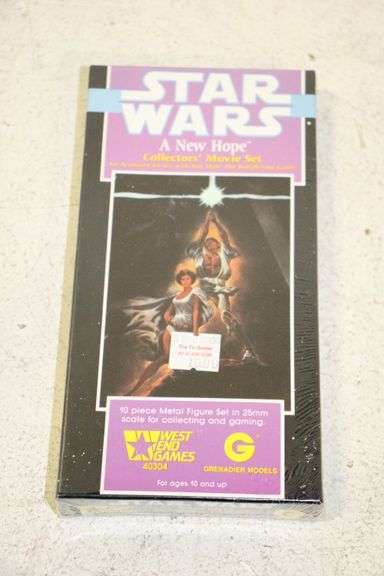 STAR
WARS
A New Hope™
Collectors' Movie Set
10 piece Metal Figure Set in 25mm
scale for collecting and gaming.
WEST
END
GAMES
40304
G
GRENADIER MODELS
For ages 10 and up